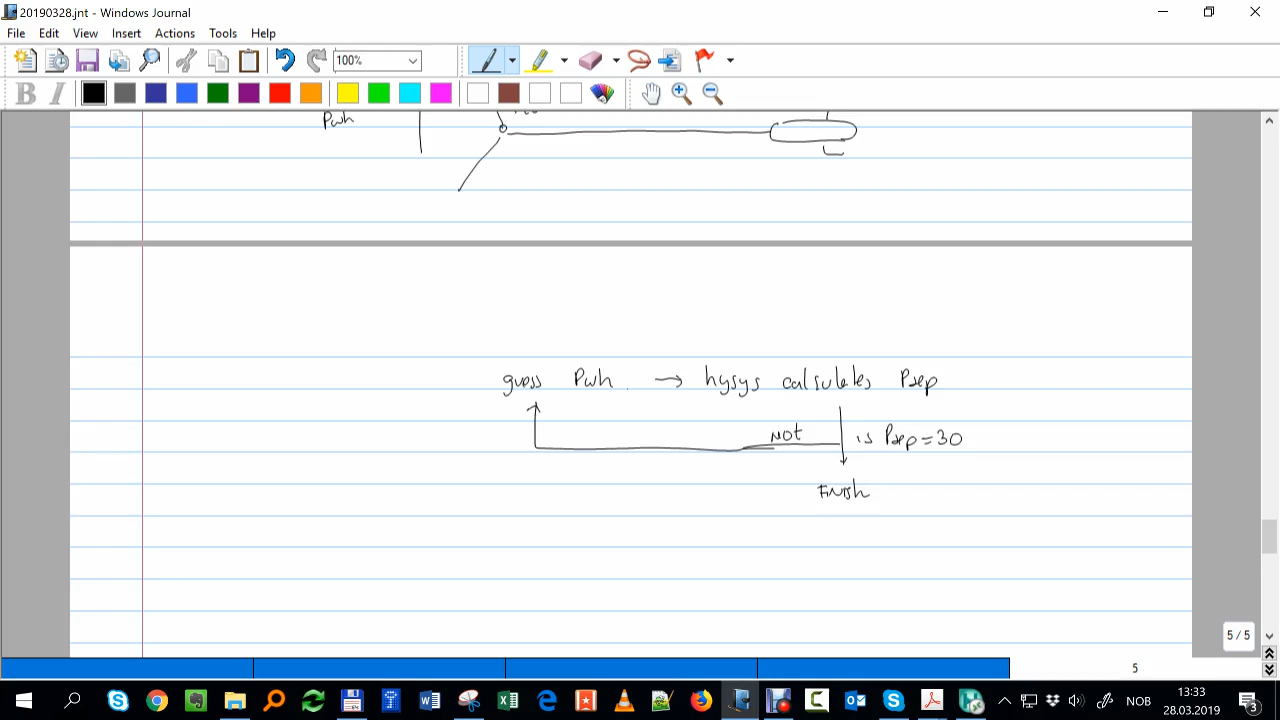 20190328.jnt - Windows Journal
File Edit View Insert Actions Tools Help
100%
B I
Pwh
guess Pwh → hysys calculates Psep
NOT is Psep=30
Finish
5 / 5
5
NOB
13:33
28.03.2019
3